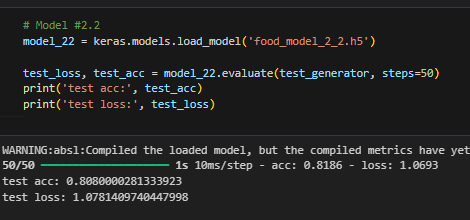 # Model #2.2
model_22 = keras.models.load_model('food_model_2_2.h5')
test_loss, test_acc = model_22.evaluate(test_generator, steps=50)
print('test acc:', test_acc)
print('test loss:', test_loss)
WARNING:absl:Compiled the loaded model, but the compiled metrics have yet
50/50 ━━━━━━━━━━━━━━━━━━━━ 1s 10ms/step - acc: 0.8186 - loss: 1.0693
test acc: 0.8080000281333923
test loss: 1.0781409740447998